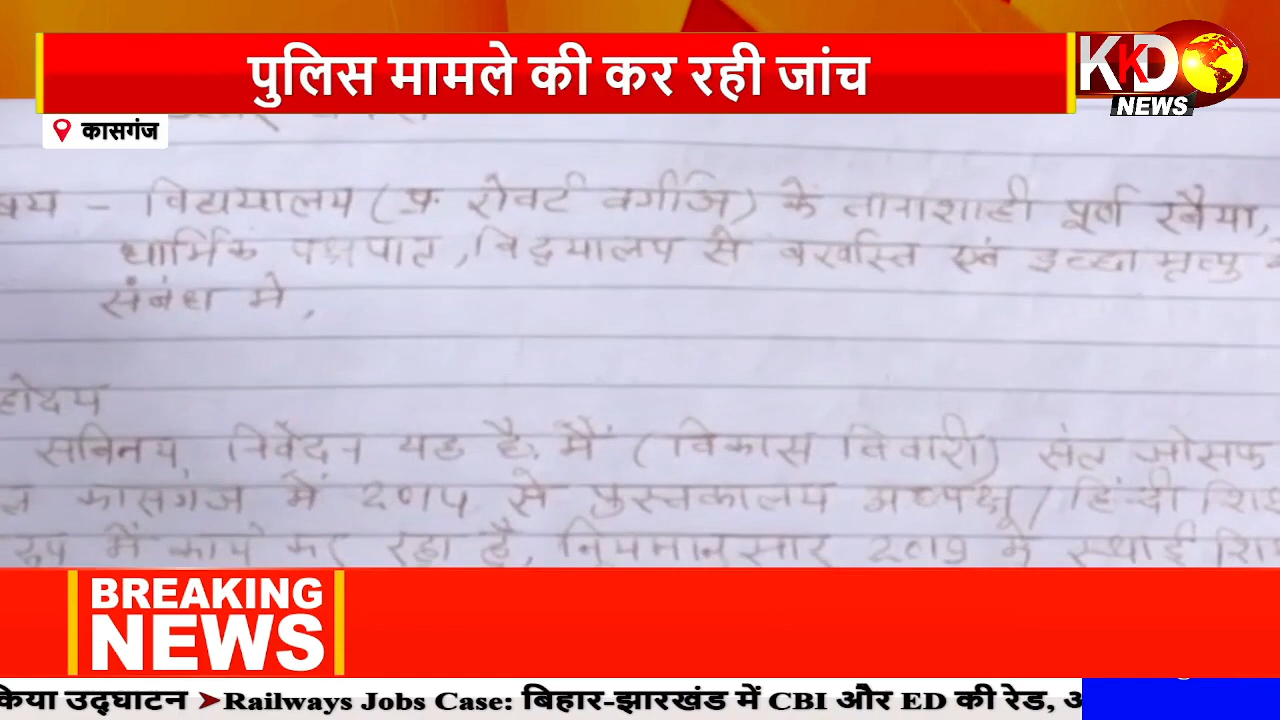 पुलिस मामले की कर रही जांच
KKD
NEWS
कासगंज
षय - विद्ययालय (प्र. रोवर्ट वर्गीज) के तानाशाही पूर्ण रवैया,
धार्मिक पक्षपात, विद्यालय से बरखास्त एवं इच्छा मृत्यु
संबंध मे,
होदय
सविनय निवेदन यह है: मैं (विकास तिवारी) संत जोसफ
ल कासगंज में 2014 से पुस्तकालय अध्यक्ष / हिंदी शि
रूप में कार्य कर रहा है, नियमानुसार 2019 में स्थाई शि
BREAKING
NEWS
किया उद्घाटन ➤Railways Jobs Case: बिहार-झारखंड में CBI और ED की रेड,